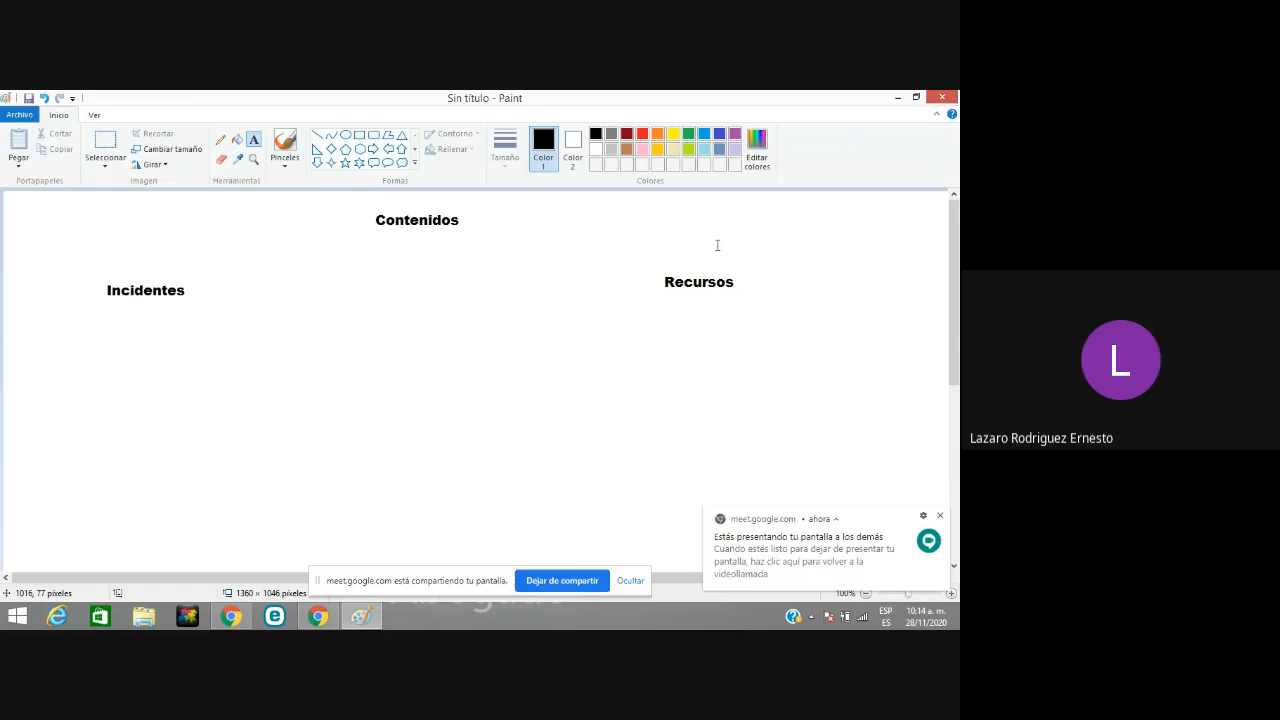 Sin título - Paint
Archivo Inicio Ver
Pegar
Cortar
Copiar
Portapapeles
Seleccionar
Recortar
Cambiar tamaño
Girar
Imagen
A
Herramientas
Pinceles
Contorno
Rellenar
Formas
Tamaño
Color 1
Color 2
Editar colores
Colores
Contenidos
Incidentes
Recursos
L
Lazaro Rodriguez Ernesto
meet.google.com • ahora
Estás presentando tu pantalla a los demás
Cuando estés listo para dejar de presentar tu
pantalla, haz clic aquí para volver a la
videollamada
meet.google.com está compartiendo tu pantalla. Dejar de compartir Ocultar
1016, 77 píxeles 1360 × 1046 píxeles 100%
ESP
ES
10:14 a. m.
28/11/2020